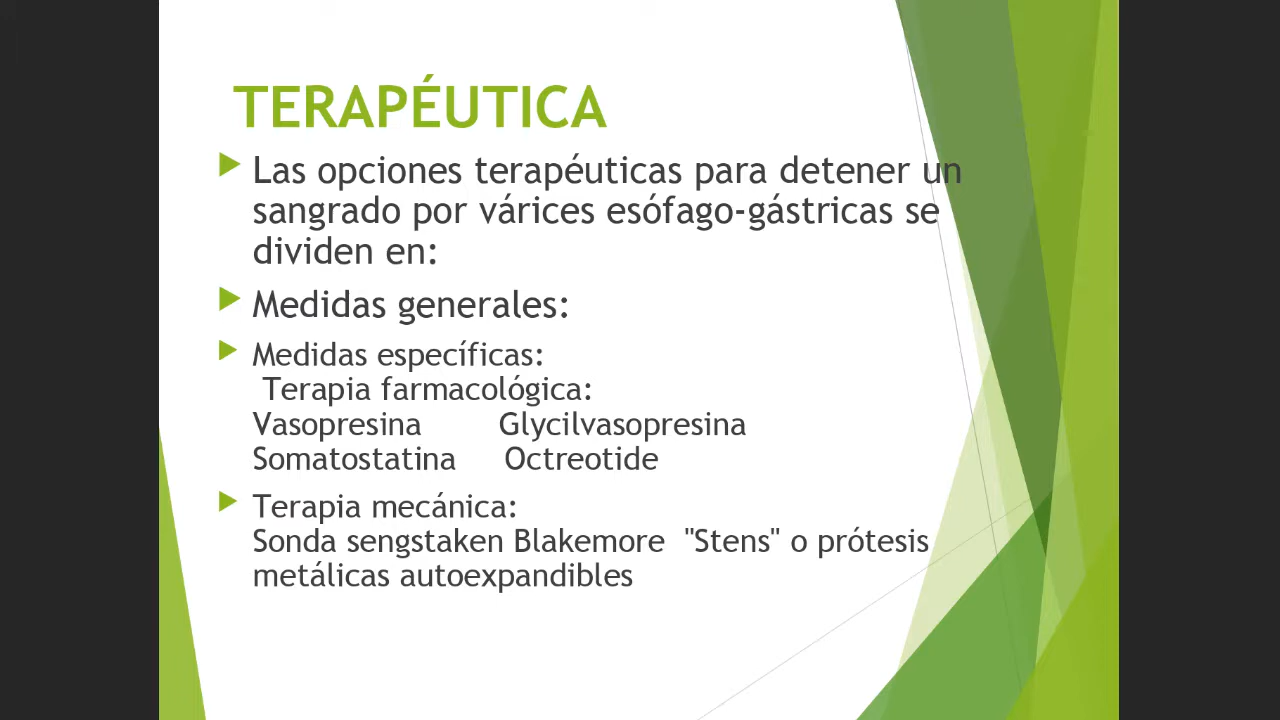 TERAPÉUTICA
Las opciones terapéuticas para detener un
sangrado por várices esófago-gástricas se
dividen en:
Medidas generales:
Medidas específicas:
Terapia farmacológica:
Vasopresina Glycilvasopresina
Somatostatina Octreotide
Terapia mecánica:
Sonda sengstaken Blakemore "Stens" o prótesis
metálicas autoexpandibles